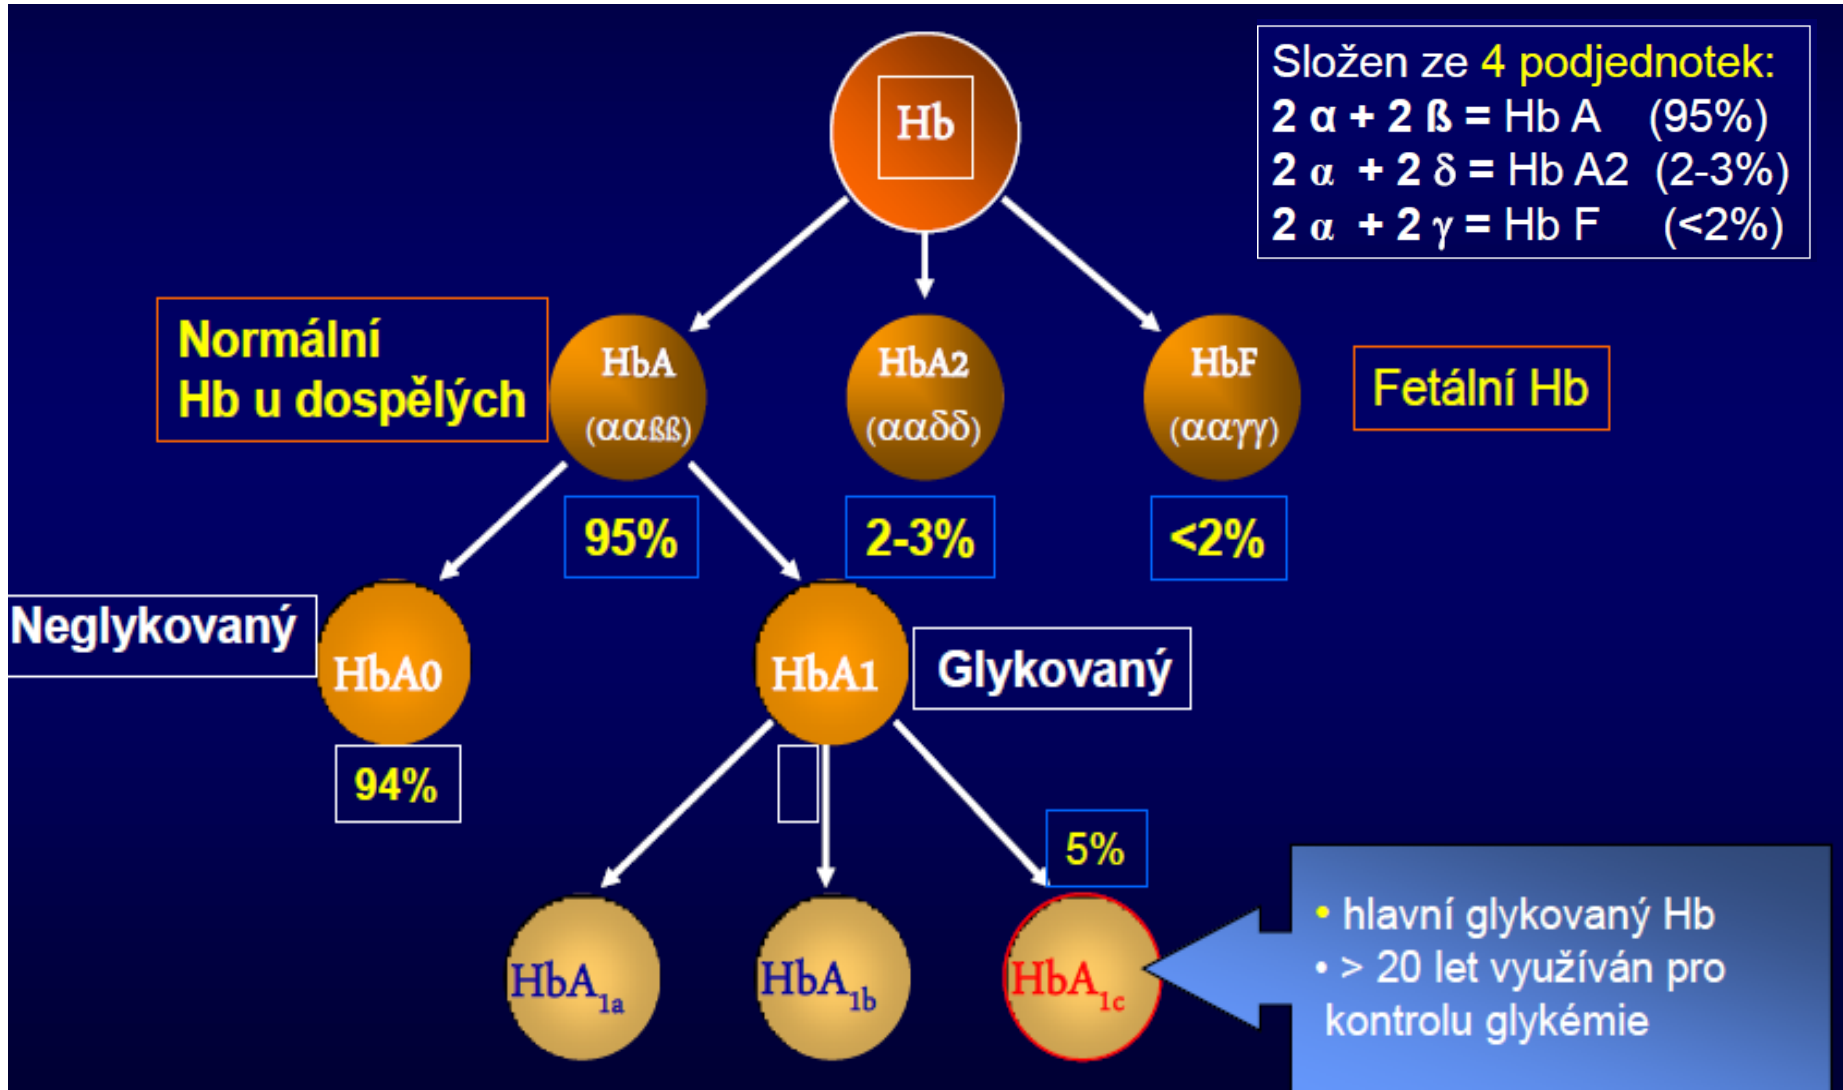 Hb
Složen ze 4 podjednotek:
2 α + 2 ß = Hb A (95%)
2 α + 2 δ = Hb A2 (2-3%)
2 α + 2 γ = Hb F (<2%)
Normální
Hb u dospělých
HbA
(ααßß)
HbA2
(ααδδ)
HbF
(ααγγ)
Fetální Hb
95%
2-3%
<2%
Neglykovaný
HbA0
HbA1
Glykovaný
94%
5%
HbA1a
HbA1b
HbA1c
• hlavní glykovaný Hb
• > 20 let využíván pro
kontrolu glykémie